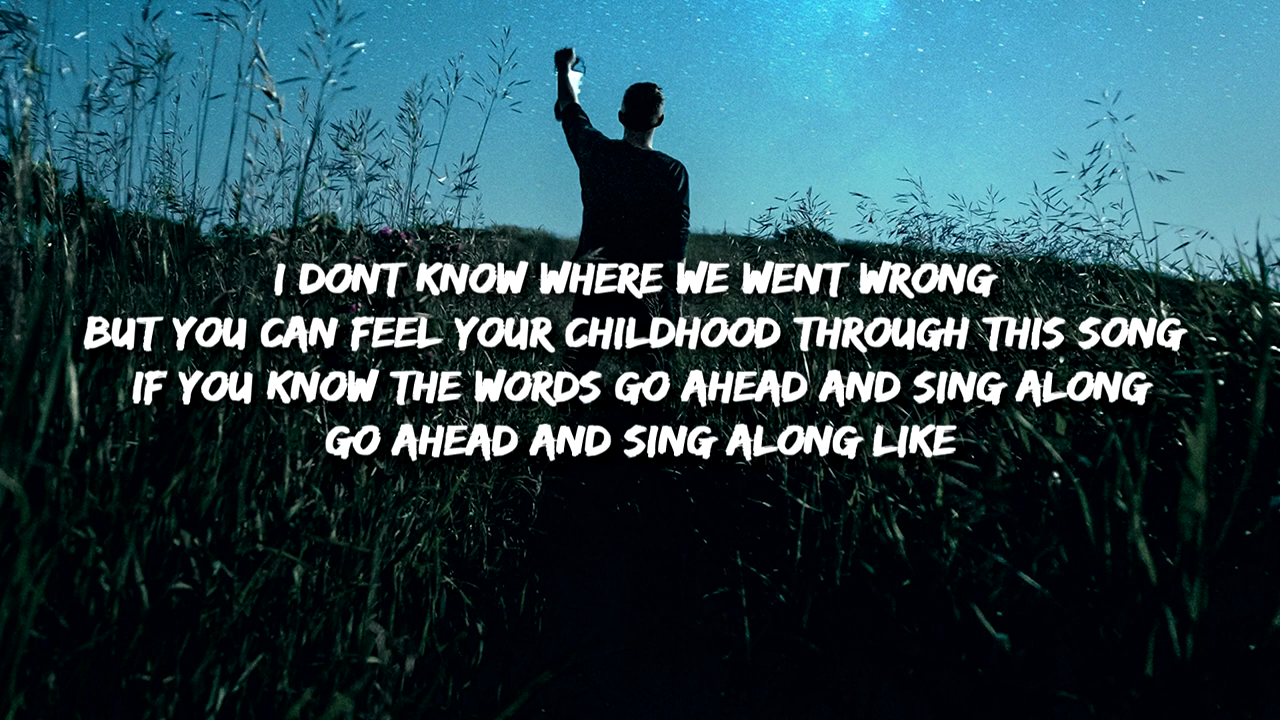 I DONT KNOW WHERE WE WENT WRONG
BUT YOU CAN FEEL YOUR CHILDHOOD THROUGH THIS SONG
IF YOU KNOW THE WORDS GO AHEAD AND SING ALONG
GO AHEAD AND SING ALONG LIKE